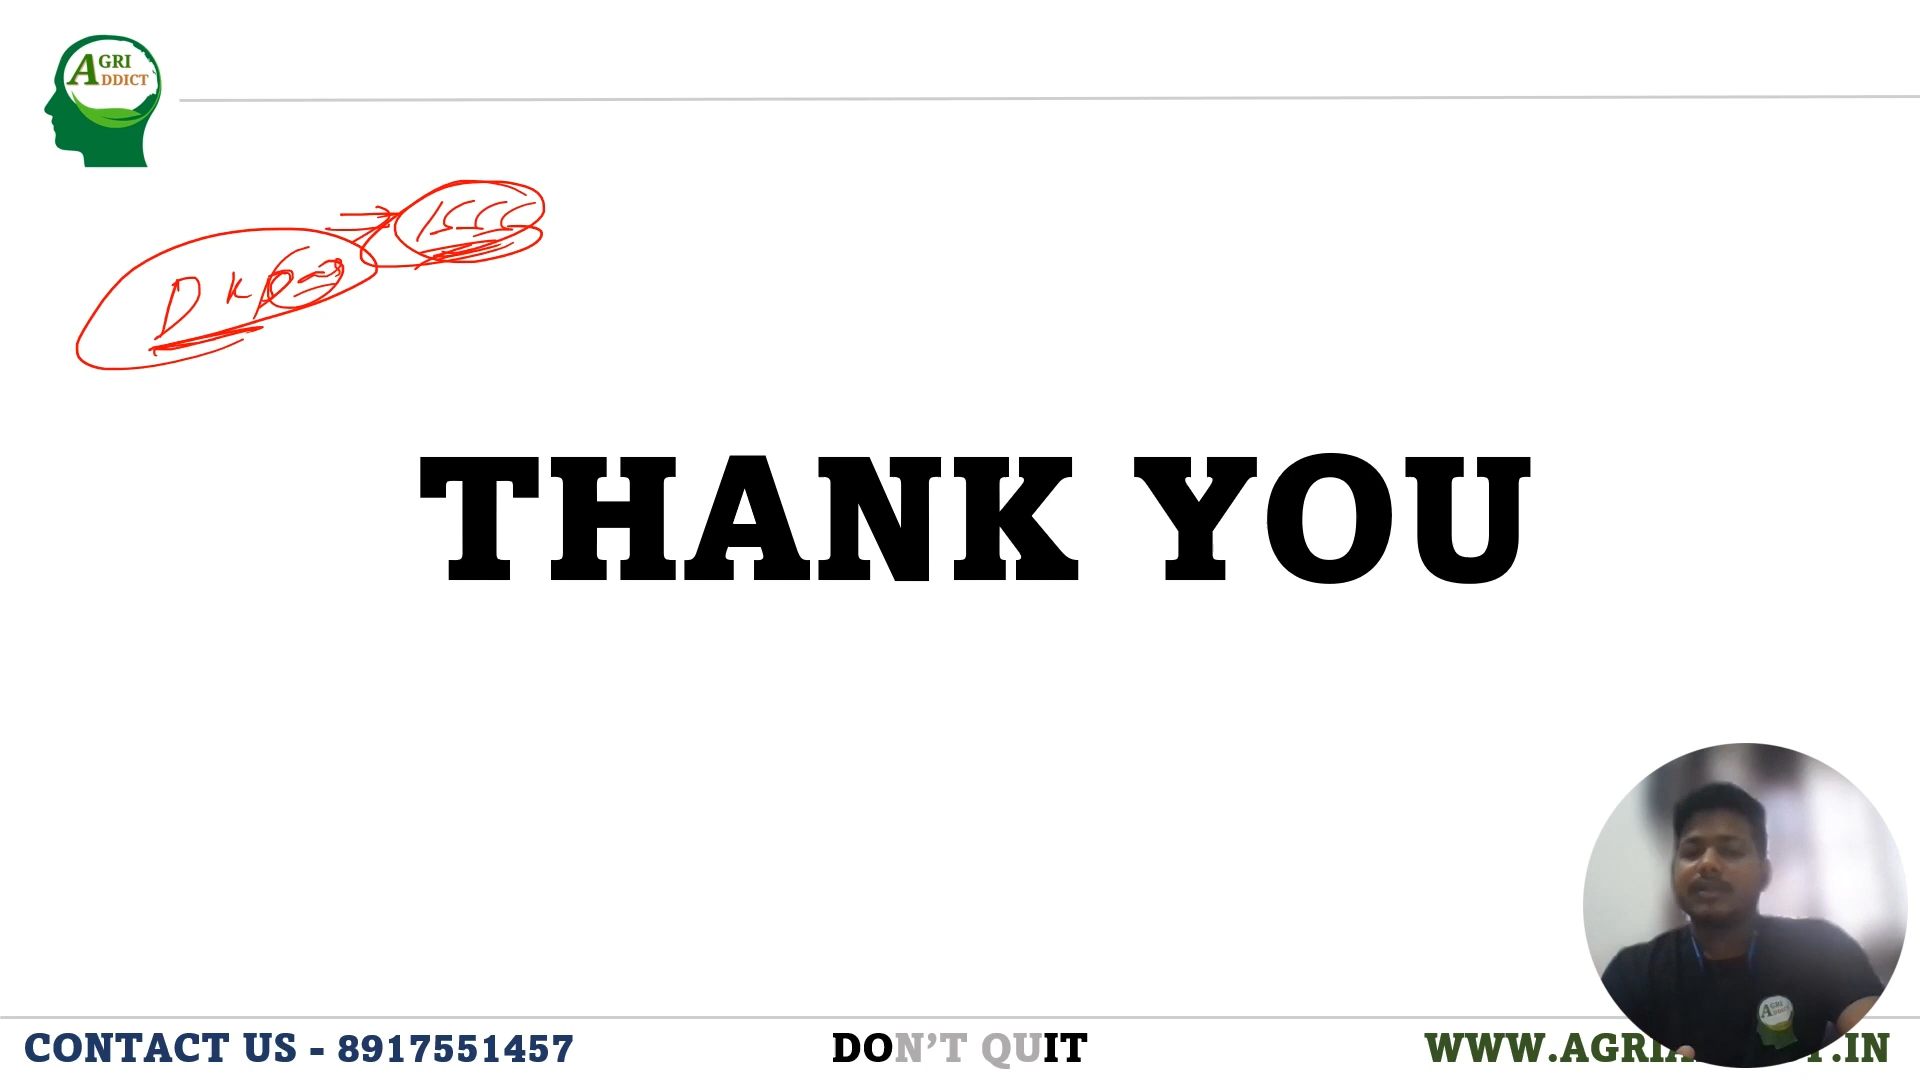 AGRI
ADDICT
THANK YOU
CONTACT US - 8917551457
DON'T QUIT